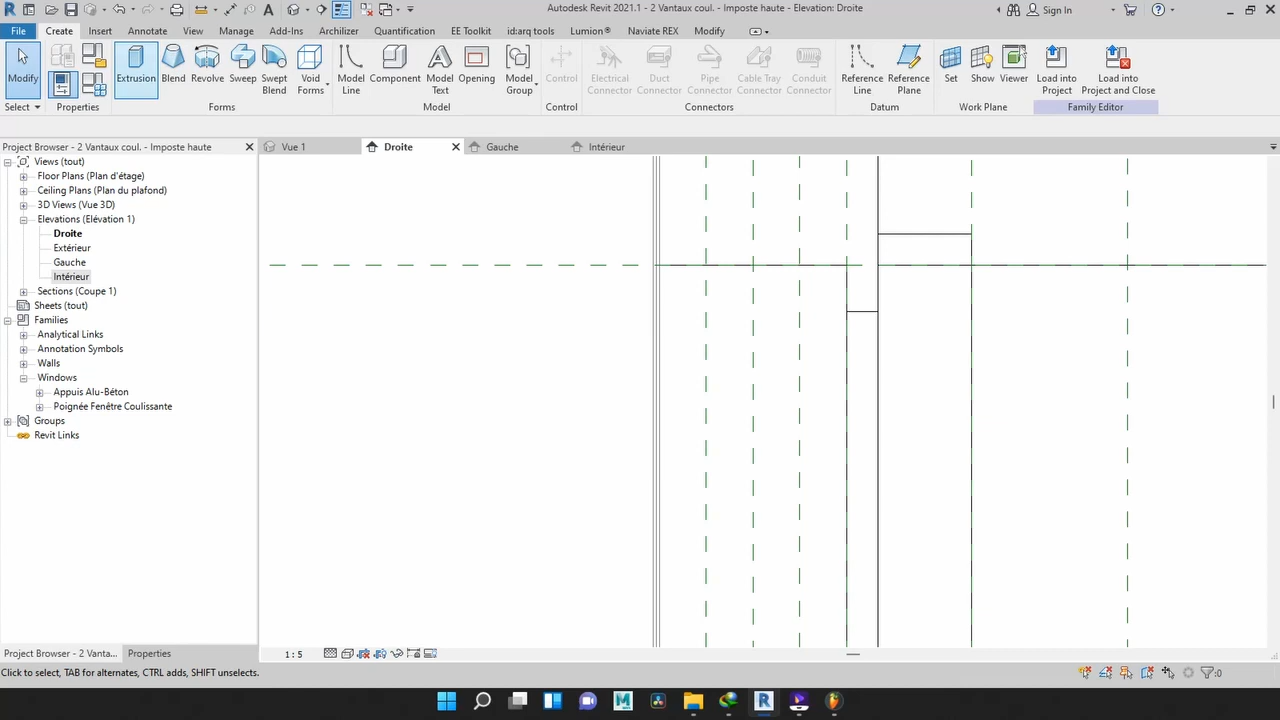 Autodesk Revit 2021.1 - 2 Vantaux coul. - Imposte haute - Elevation: Droite
Sign In
File Create Insert Annotate View Manage Add-Ins Archilizer Quantification EE Toolkit id:arq tools Lumion® Naviate REX Modify
Modify
Extrusion
Blend
Revolve
Sweep
Swept Blend
Void Forms
Model Line
Component
Model Text
Opening
Model Group
Control
Electrical Connector
Duct Connector
Pipe Connector
Cable Tray Connector
Conduit Connector
Reference Line
Reference Plane
Set
Show
Viewer
Load into Project
Load into Project and Close
Select
Properties
Forms
Model
Control
Connectors
Datum
Work Plane
Family Editor
Project Browser - 2 Vantaux coul. - Imposte haute
Vue 1
Droite
Gauche
Intérieur
Views (tout)
Floor Plans (Plan d'étage)
Ceiling Plans (Plan du plafond)
3D Views (Vue 3D)
Elevations (Elévation 1)
Droite
Extérieur
Gauche
Intérieur
Sections (Coupe 1)
Sheets (tout)
Families
Analytical Links
Annotation Symbols
Walls
Windows
Appuis Alu-Béton
Poignée Fenêtre Coulissante
Groups
Revit Links
Project Browser - 2 Vanta...
Properties
1 : 5
Click to select, TAB for alternates, CTRL adds, SHIFT unselects.
:0